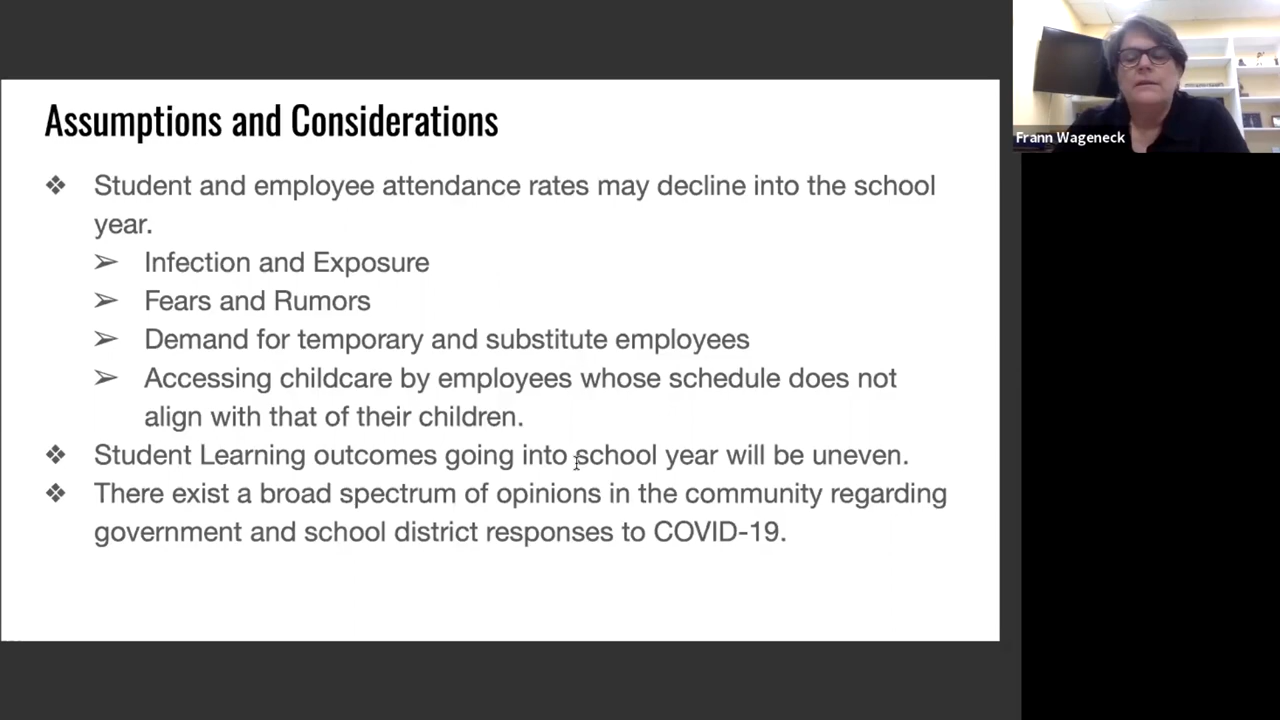 Assumptions and Considerations
❖ Student and employee attendance rates may decline into the school
year.
➢ Infection and Exposure
➢ Fears and Rumors
➢ Demand for temporary and substitute employees
➢ Accessing childcare by employees whose schedule does not
align with that of their children.
❖ Student Learning outcomes going into school year will be uneven.
❖ There exist a broad spectrum of opinions in the community regarding
government and school district responses to COVID-19.
Frann Wageneck